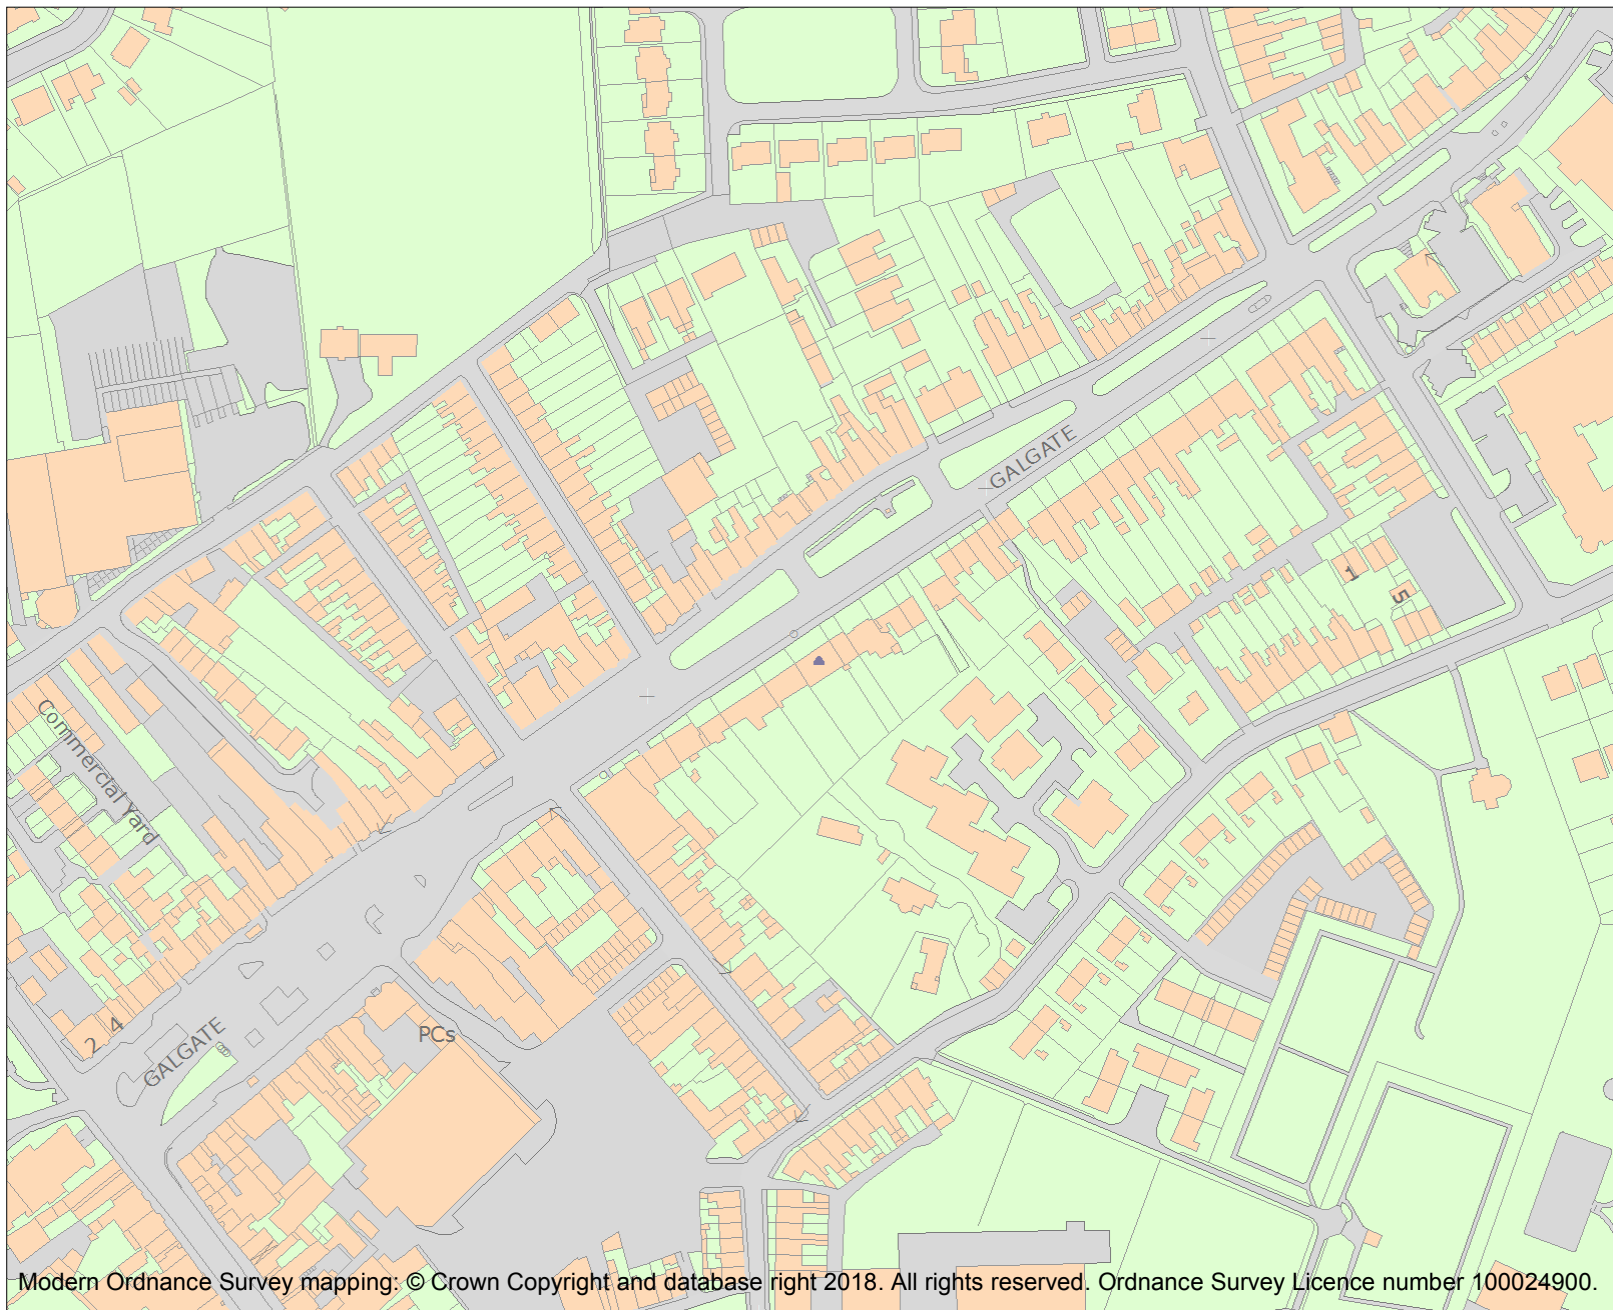 GALGATE
1
5
Commercial Yard
2 4
GALGATE
PCs
Modern Ordnance Survey mapping: © Crown Copyright and database right 2018. All rights reserved. Ordnance Survey Licence number 100024900.